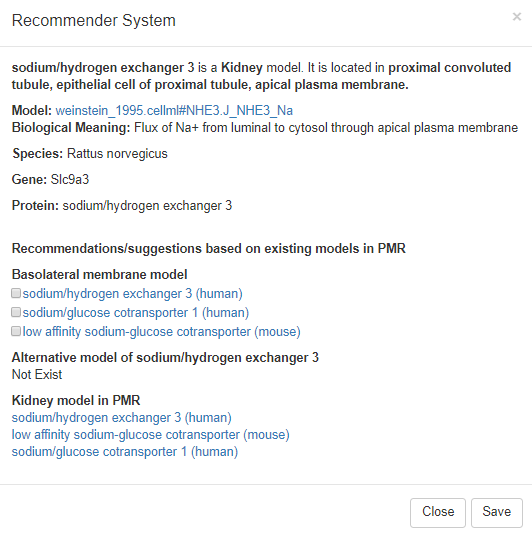 Recommender System
×
sodium/hydrogen exchanger 3 is a Kidney model. It is located in proximal convoluted
tubule, epithelial cell of proximal tubule, apical plasma membrane.
Model: weinstein_1995.cellml#NHE3.J_NHE3_Na
Biological Meaning: Flux of Na+ from luminal to cytosol through apical plasma membrane
Species: Rattus norvegicus
Gene: Slc9a3
Protein: sodium/hydrogen exchanger 3
Recommendations/suggestions based on existing models in PMR
Basolateral membrane model
sodium/hydrogen exchanger 3 (human)
sodium/glucose cotransporter 1 (human)
low affinity sodium-glucose cotransporter (mouse)
Alternative model of sodium/hydrogen exchanger 3
Not Exist
Kidney model in PMR
sodium/hydrogen exchanger 3 (human)
low affinity sodium-glucose cotransporter (mouse)
sodium/glucose cotransporter 1 (human)
Close
Save